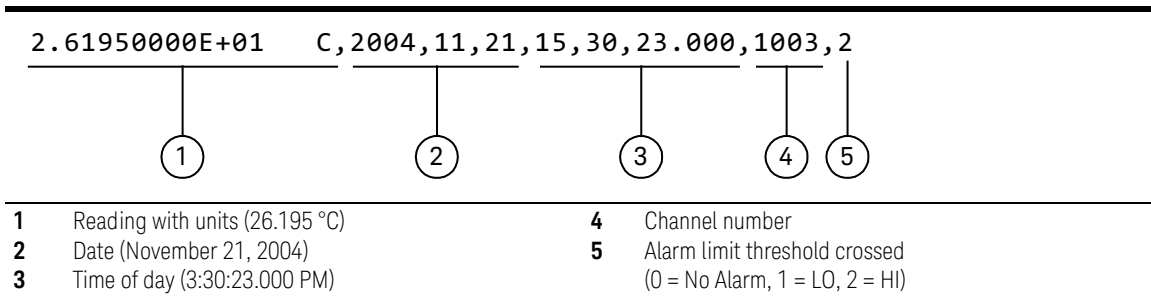 2.61950000E+01 C,2004,11,21,15,30,23.000,1003,2
1 2 3 4 5
1 Reading with units (26.195 °C)
2 Date (November 21, 2004)
3 Time of day (3:30:23.000 PM)
4 Channel number
5 Alarm limit threshold crossed
(0 = No Alarm, 1 = LO, 2 = HI)